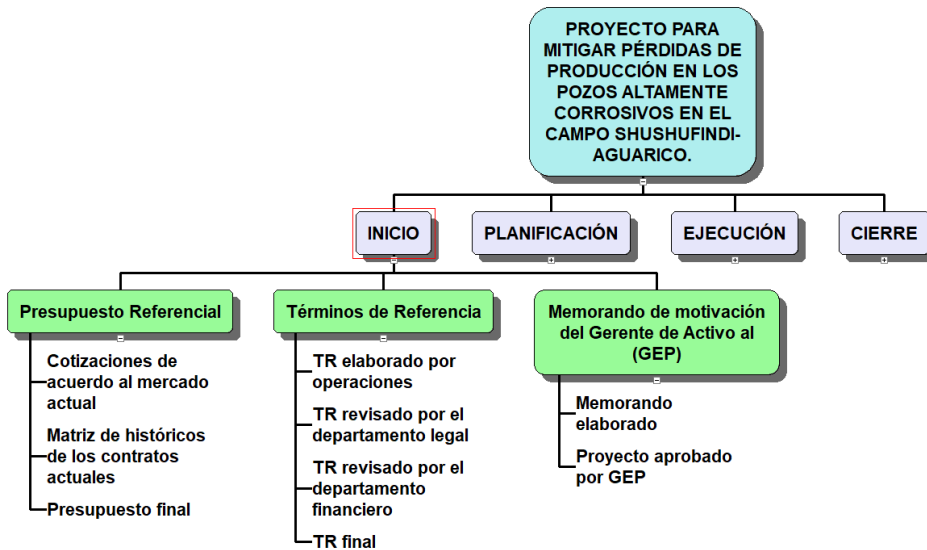 PROYECTO PARA
MITIGAR PÉRDIDAS DE
PRODUCCIÓN EN LOS
POZOS ALTAMENTE
CORROSIVOS EN EL
CAMPO SHUSHUFINDI-
AGUARICO.
INICIO
PLANIFICACIÓN
EJECUCIÓN
CIERRE
Presupuesto Referencial
Cotizaciones de
acuerdo al mercado
actual
Matriz de históricos
de los contratos
actuales
Presupuesto final
Términos de Referencia
TR elaborado por
operaciones
TR revisado por el
departamento legal
TR revisado por el
departamento
financiero
TR final
Memorando de motivación
del Gerente de Activo al
(GEP)
Memorando
elaborado
Proyecto aprobado
por GEP